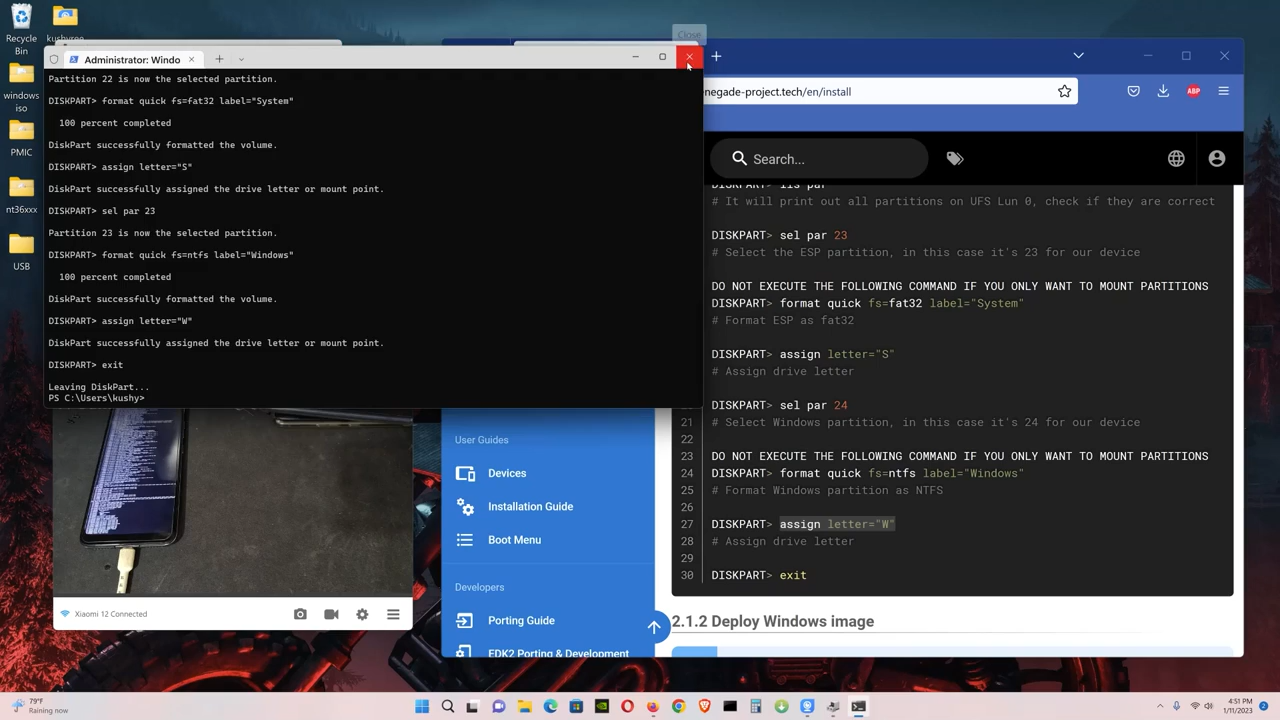 Recycle
Bin
kushyree
windows
iso
PMIC
nt36xxx
USB
Close
Administrator: Windo
Partition 22 is now the selected partition.
DISKPART> format quick fs=fat32 label="System"
100 percent completed
DiskPart successfully formatted the volume.
DISKPART> assign letter="S"
DiskPart successfully assigned the drive letter or mount point.
DISKPART> sel par 23
Partition 23 is now the selected partition.
DISKPART> format quick fs=ntfs label="Windows"
100 percent completed
DiskPart successfully formatted the volume.
DISKPART> assign letter="W"
DiskPart successfully assigned the drive letter or mount point.
DISKPART> exit
Leaving DiskPart...
PS C:\Users\kushy>
Xiaomi 12 Connected
negade-project.tech/en/install
ABP
Search...
# It will print out all partitions on UFS Lun 0, check if they are correct
DISKPART> sel par 23
# Select the ESP partition, in this case it's 23 for our device
DO NOT EXECUTE THE FOLLOWING COMMAND IF YOU ONLY WANT TO MOUNT PARTITIONS
DISKPART> format quick fs=fat32 label="System"
# Format ESP as fat32
DISKPART> assign letter="S"
# Assign drive letter
DISKPART> sel par 24
21 # Select Windows partition, in this case it's 24 for our device
22
23 DO NOT EXECUTE THE FOLLOWING COMMAND IF YOU ONLY WANT TO MOUNT PARTITIONS
24 DISKPART> format quick fs=ntfs label="Windows"
25 # Format Windows partition as NTFS
26
27 DISKPART> assign letter="W"
28 # Assign drive letter
29
30 DISKPART> exit
2.1.2 Deploy Windows image
User Guides
Devices
Installation Guide
Boot Menu
Developers
Porting Guide
EDK2 Porting & Development
79°F
Raining now
4:51 PM
1/11/2023
2